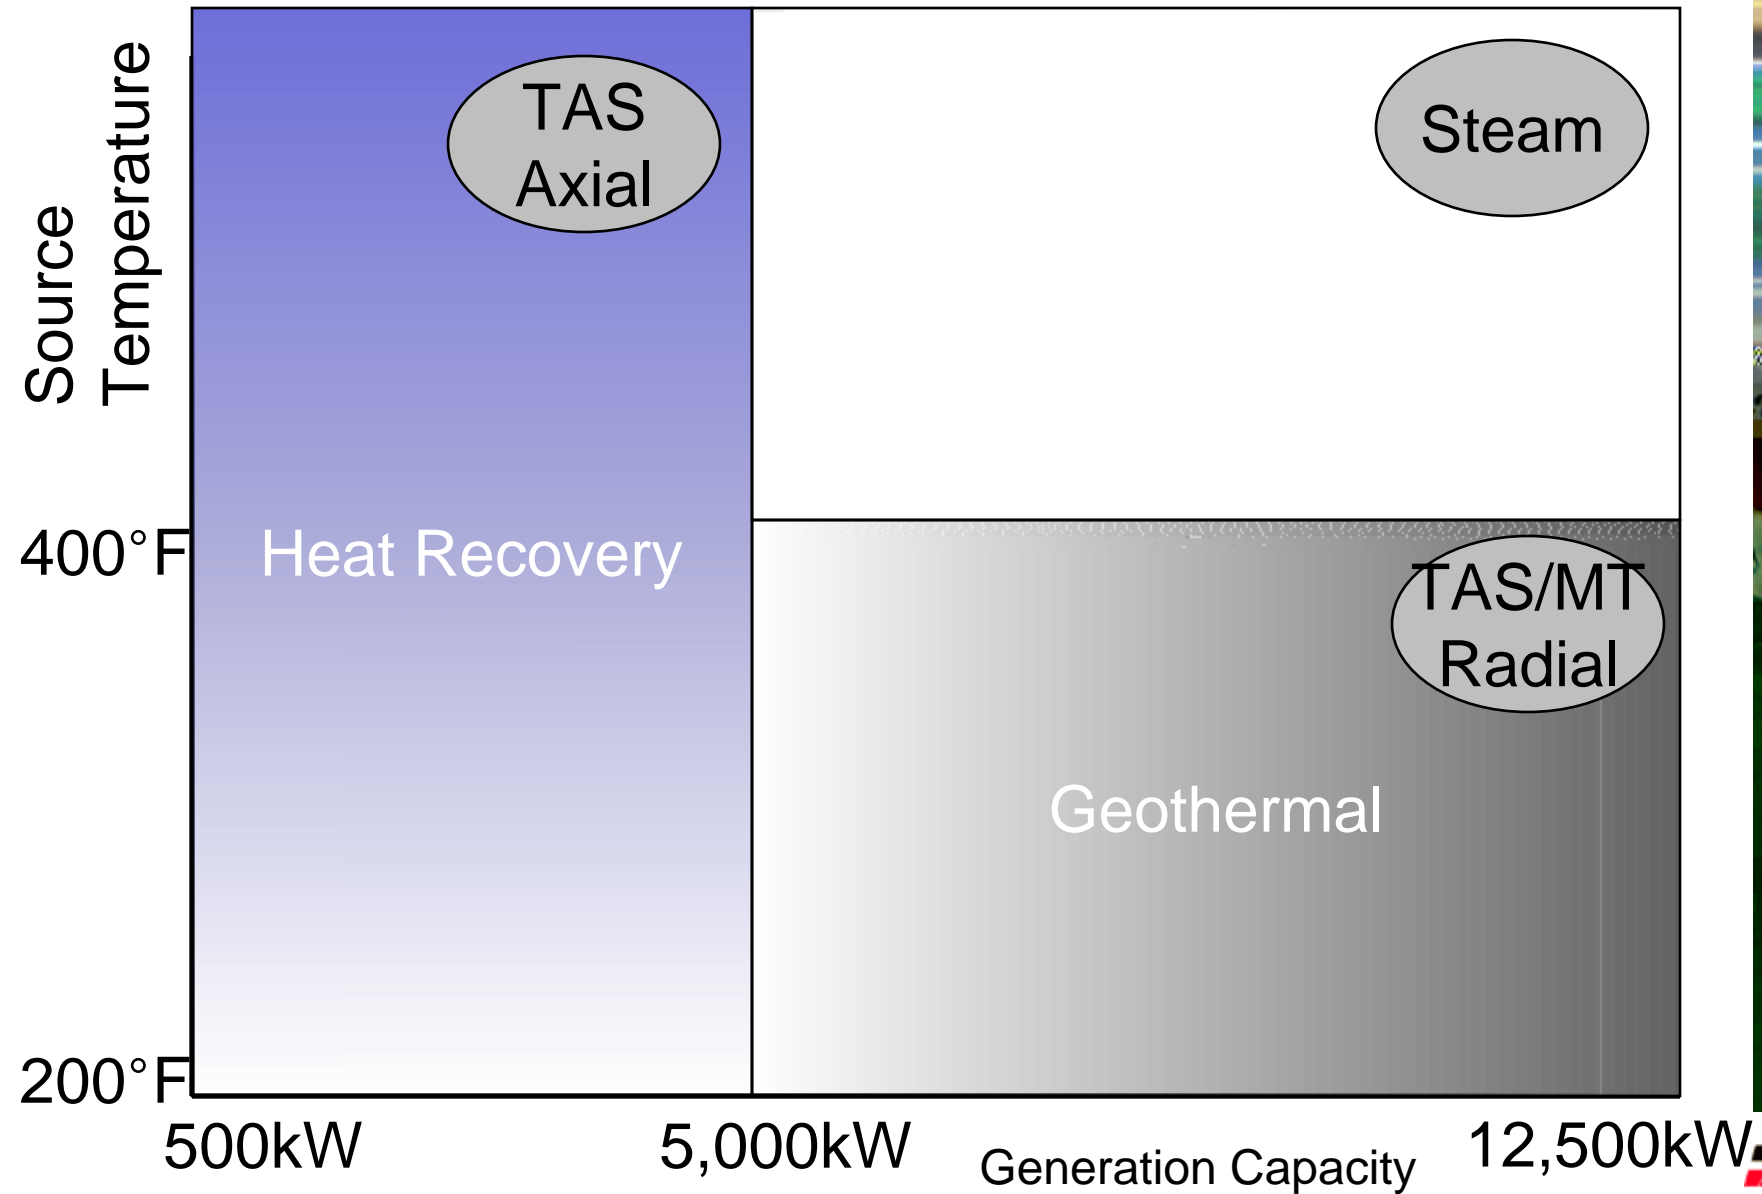 Source
Temperature
TAS
Axial
Steam
400°F
Heat Recovery
TAS/MT
Radial
Geothermal
200°F
500kW
5,000kW
Generation Capacity
12,500kW